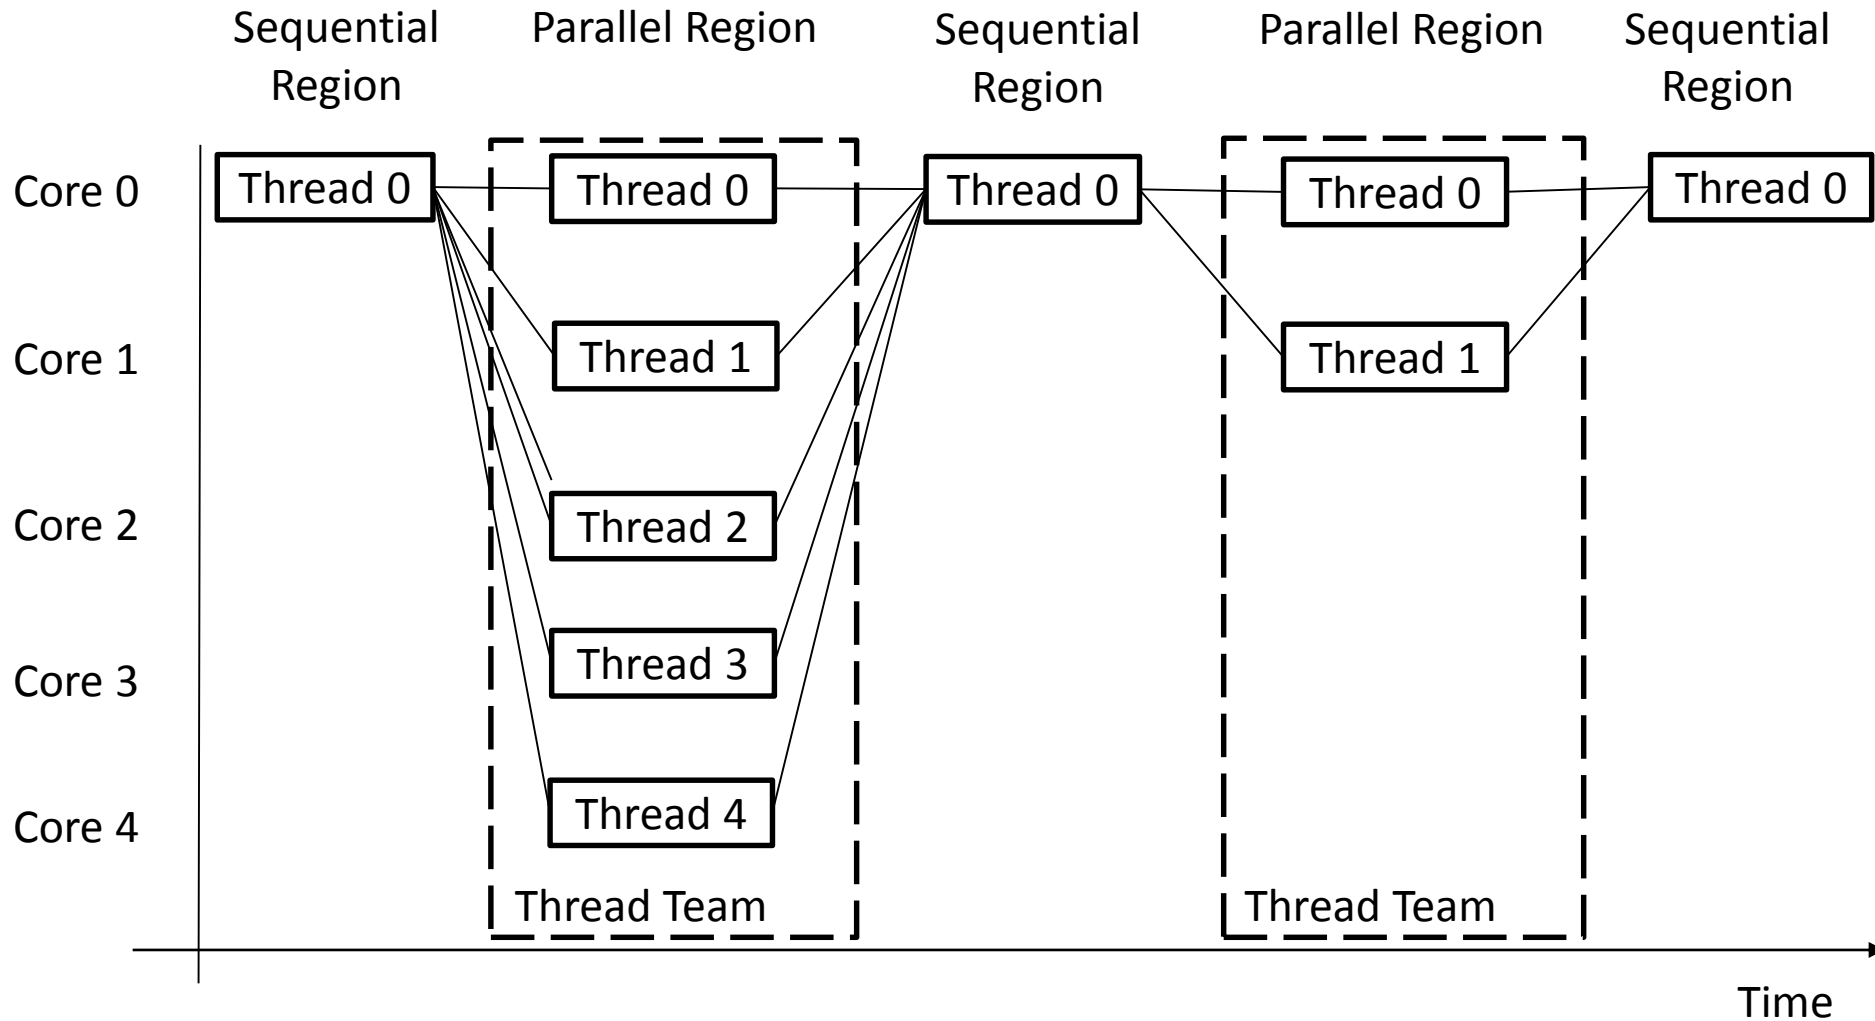 Sequential
Region
Parallel Region
Sequential
Region
Parallel Region
Sequential
Region
Core 0
Thread 0
Thread 0
Thread 0
Thread 0
Thread 0
Core 1
Thread 1
Thread 1
Core 2
Thread 2
Core 3
Thread 3
Core 4
Thread 4
Thread Team
Thread Team
Time